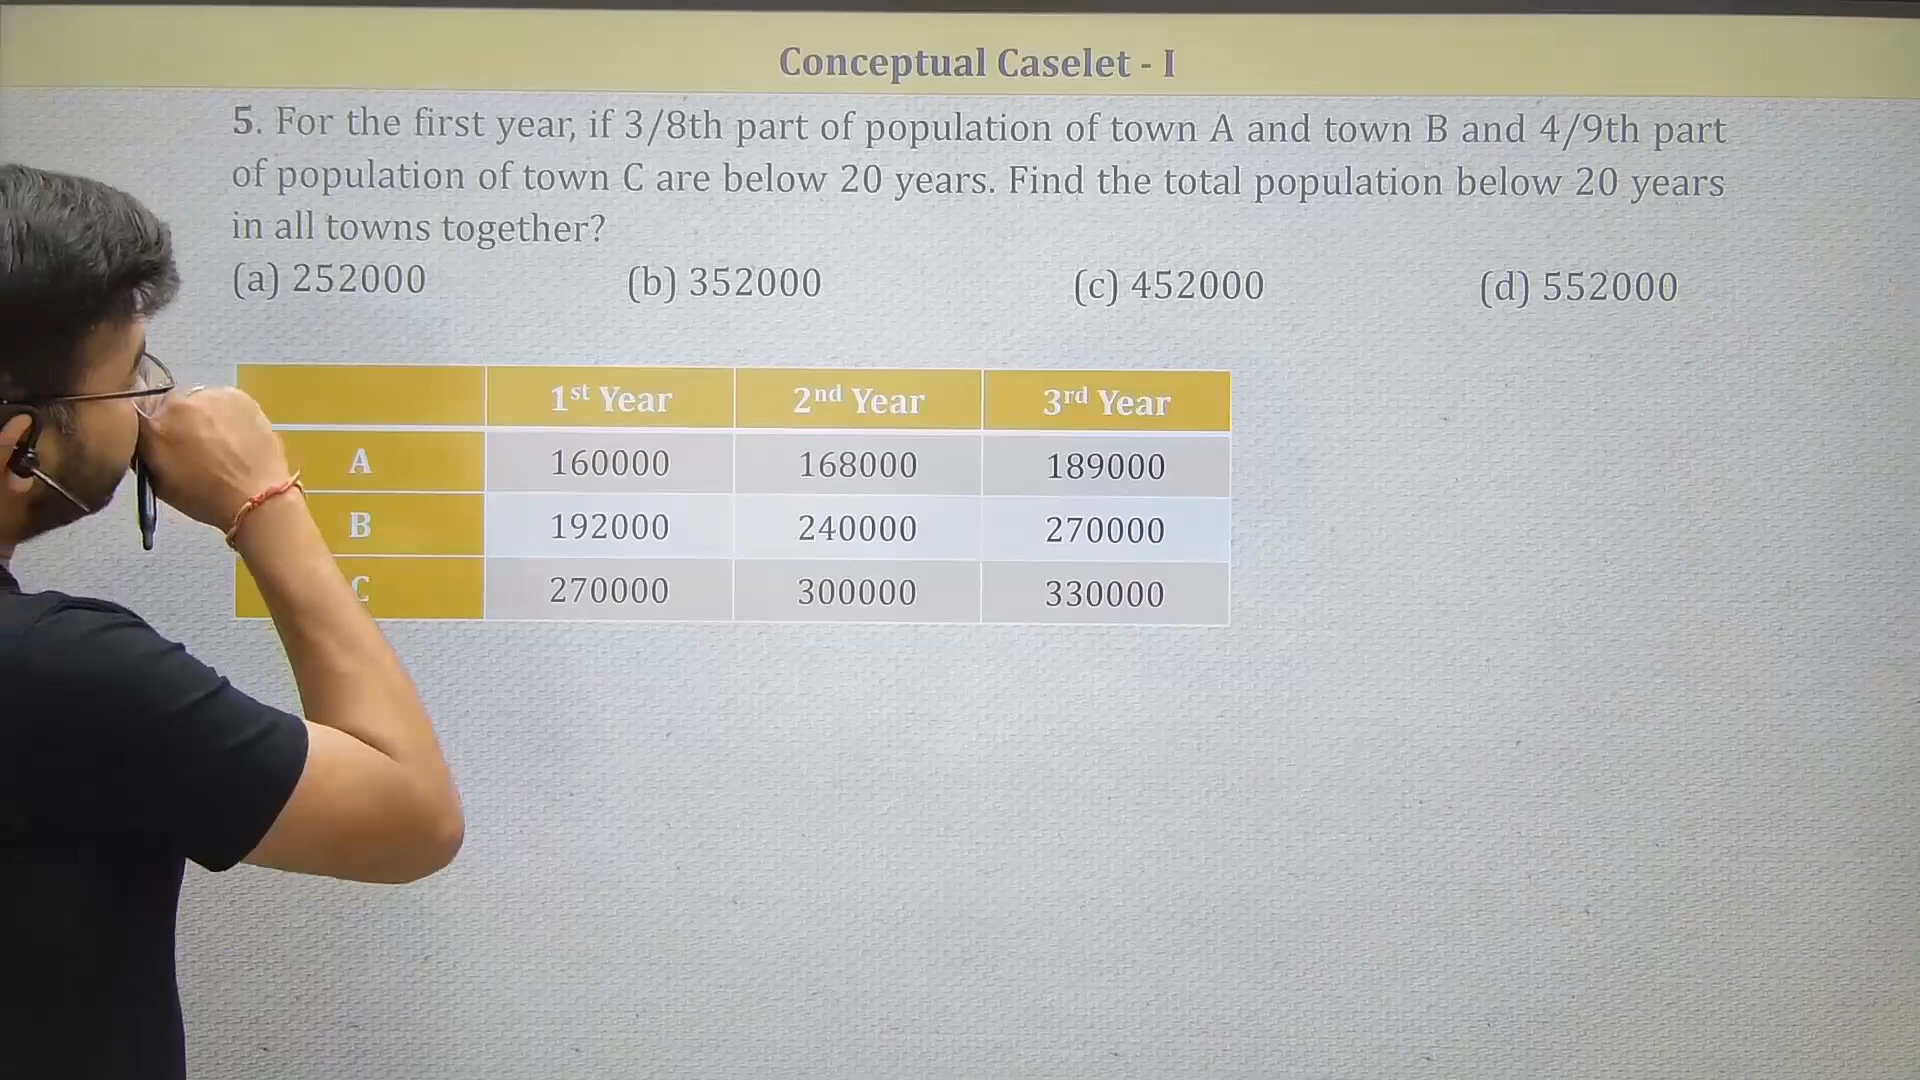 Conceptual Caselet - I
5. For the first year, if 3/8th part of population of town A and town B and 4/9th part
of population of town C are below 20 years. Find the total population below 20 years
in all towns together?
(a) 252000 (b) 352000 (c) 452000 (d) 552000
1st Year 2nd Year 3rd Year
A 160000 168000 189000
B 192000 240000 270000
C 270000 300000 330000